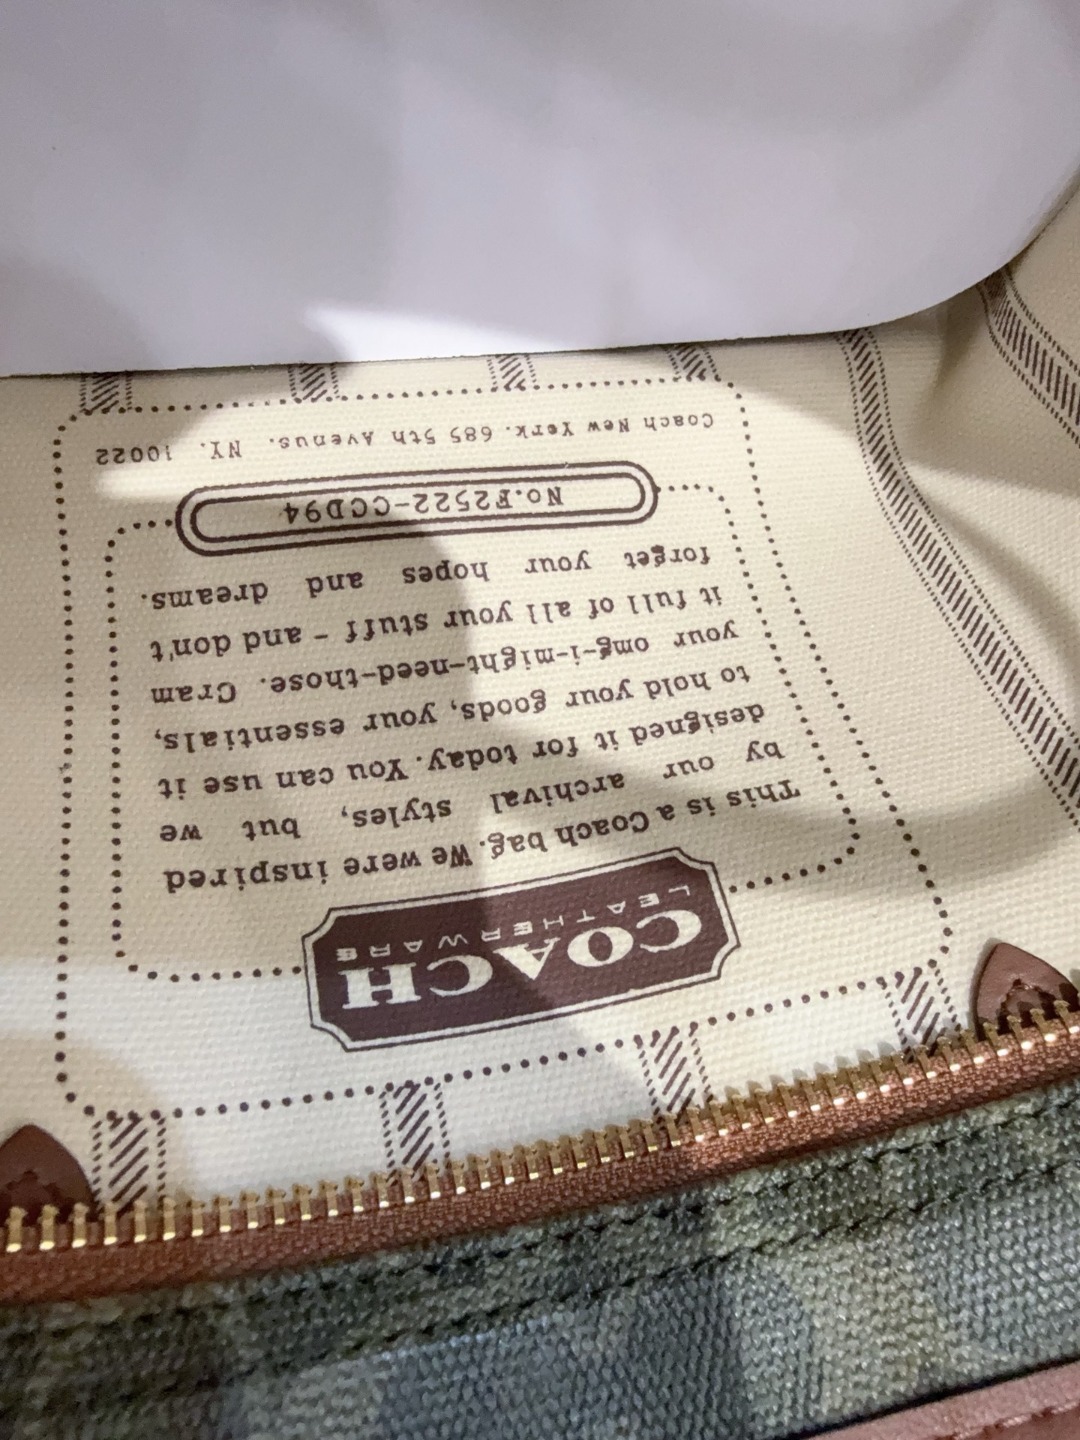 COACH
LEATHERWARE
This is a Coach bag. We were inspired
by our archival styles, but we
designed it for today. You can use it
to hold your goods, your essentials,
your omg-i-might-need-those. Cram
it full of all your stuff - and don't
forget your hopes and dreams.
No.F2522-CCD94
Coach New York. 685 5th Avenus. NY. 10022